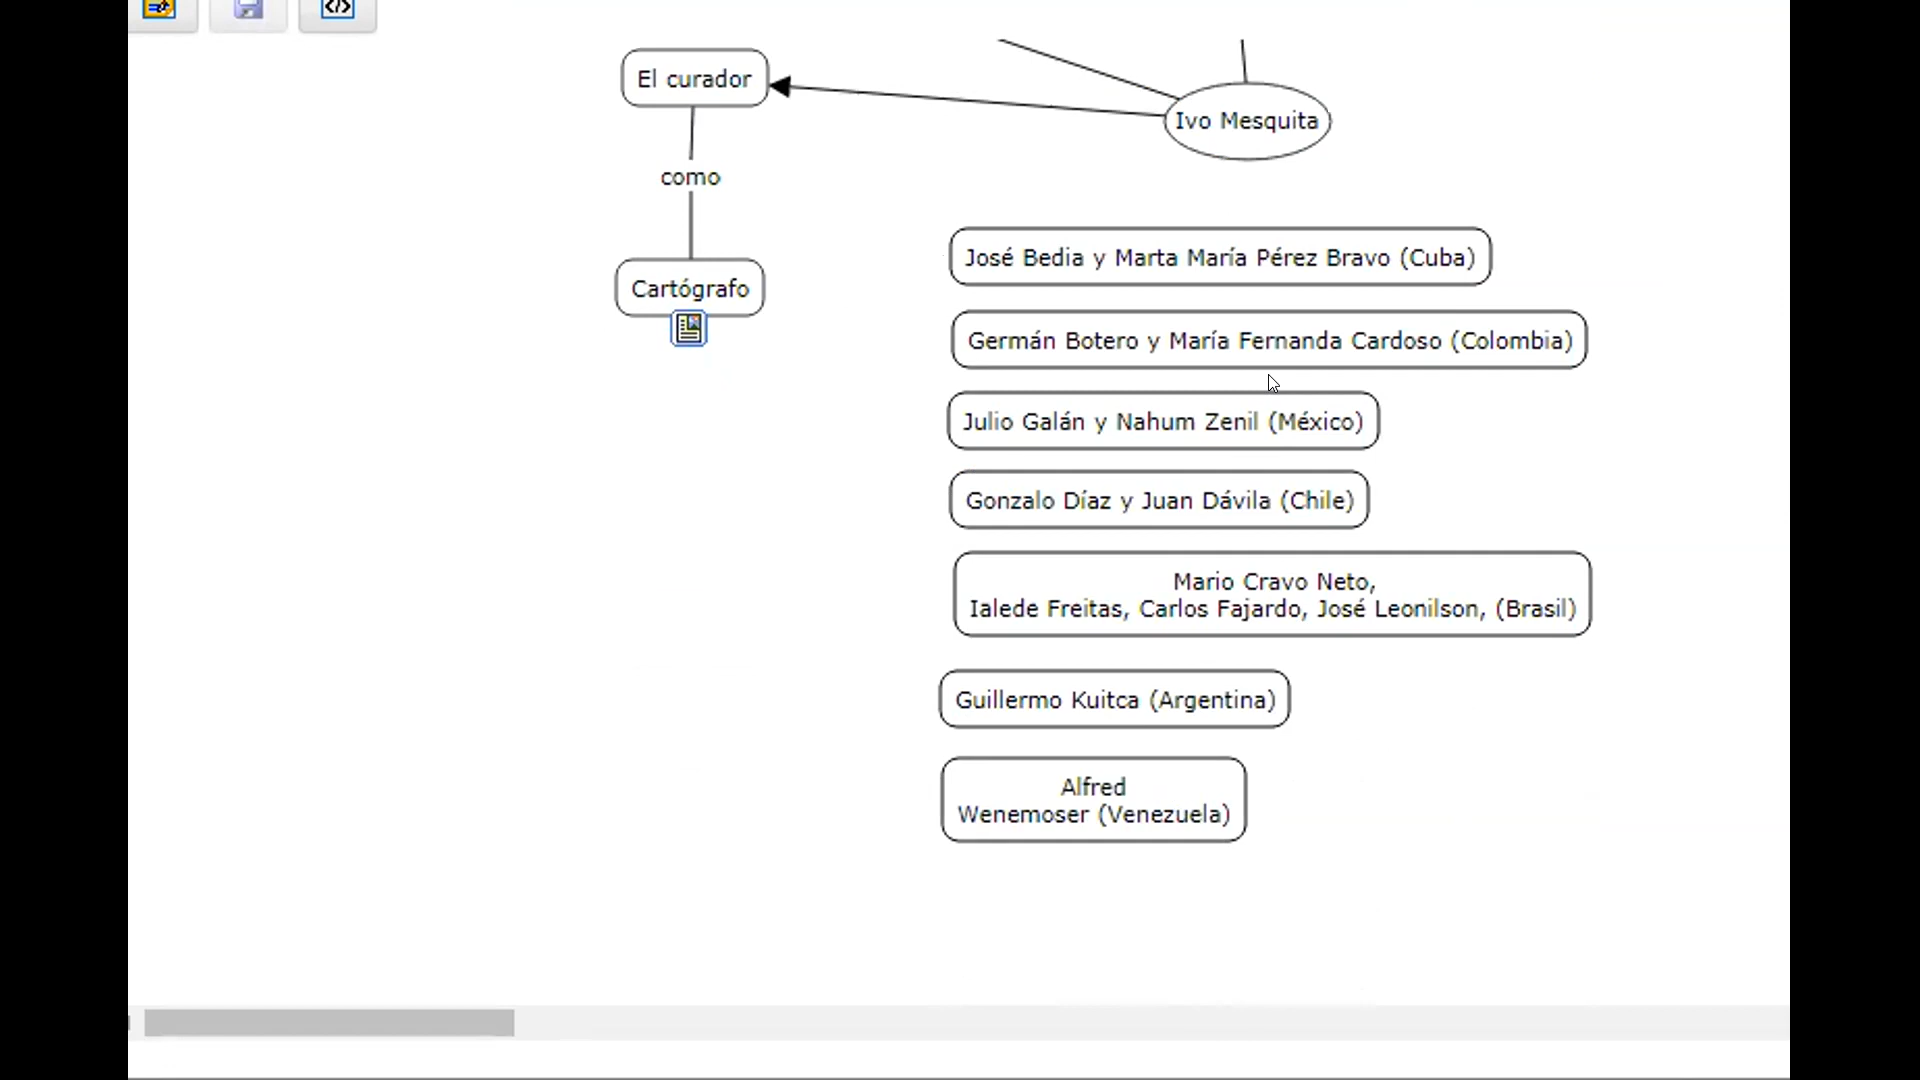 El curador
Ivo Mesquita
como
Cartógrafo
José Bedia y Marta María Pérez Bravo (Cuba)
Germán Botero y María Fernanda Cardoso (Colombia)
Julio Galán y Nahum Zenil (México)
Gonzalo Díaz y Juan Dávila (Chile)
Mario Cravo Neto,
Ialede Freitas, Carlos Fajardo, José Leonilson, (Brasil)
Guillermo Kuitca (Argentina)
Alfred
Wenemoser (Venezuela)